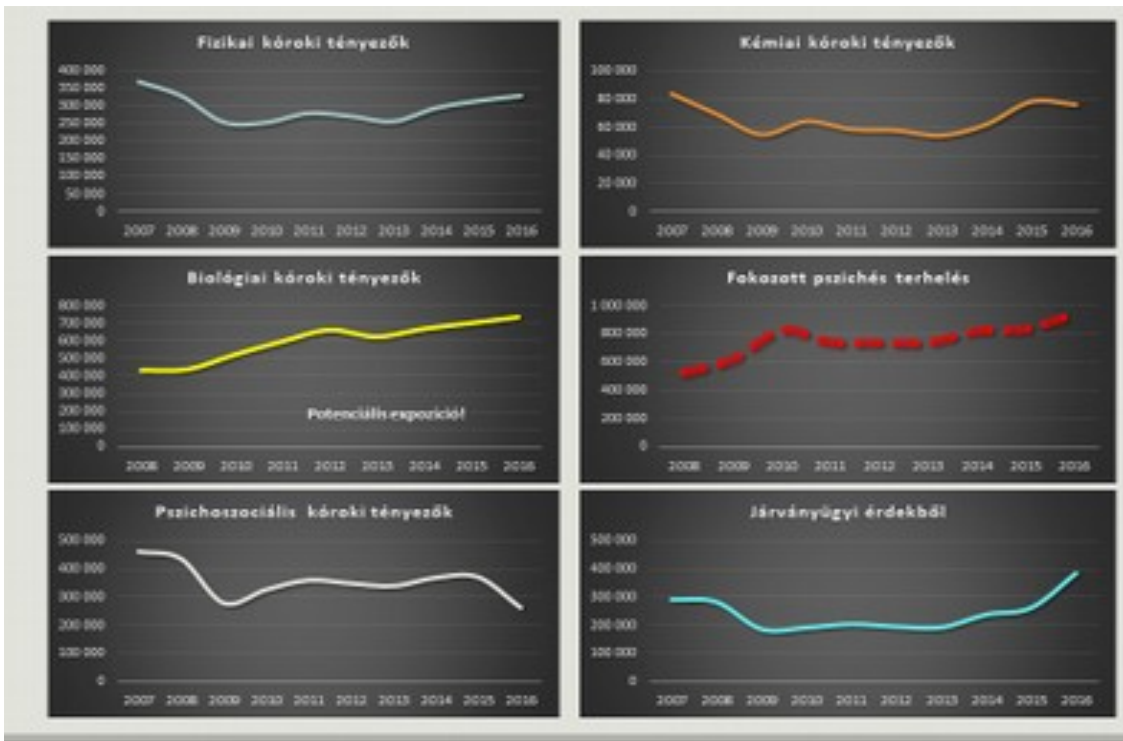 Fizikai kóroki tényezők
400 000
350 000
300 000
250 000
200 000
150 000
100 000
50 000
0
2007 2008 2009 2010 2011 2012 2013 2014 2015 2016
Kémiai kóroki tényezők
100 000
80 000
60 000
40 000
20 000
0
2007 2008 2009 2010 2011 2012 2013 2014 2015 2016
Biológiai kóroki tényezők
800 000
700 000
600 000
500 000
400 000
300 000
200 000
100 000
0
Potenciális expozíció!
2008 2009 2010 2011 2012 2013 2014 2015 2016
Fokozott pszichés terhelés
1 000 000
800 000
600 000
400 000
200 000
0
2008 2009 2010 2011 2012 2013 2014 2015 2016
Pszichoszociális kóroki tényezők
500 000
400 000
300 000
200 000
100 000
0
2007 2008 2009 2010 2011 2012 2013 2014 2015 2016
Járványügyi érdekből
500 000
400 000
300 000
200 000
100 000
0
2007 2008 2009 2010 2011 2012 2013 2014 2015 2016